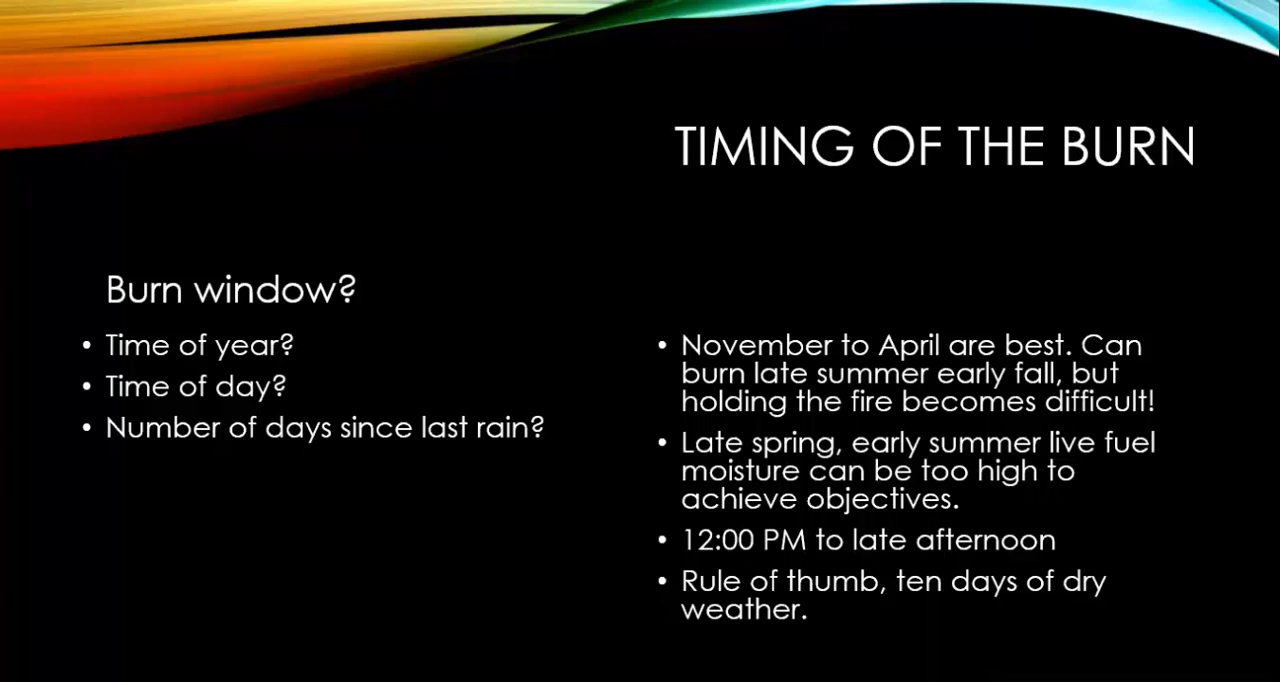 TIMING OF THE BURN
Burn window?
• Time of year?
• Time of day?
• Number of days since last rain?
• November to April are best. Can
burn late summer early fall, but
holding the fire becomes difficult!
• Late spring, early summer live fuel
moisture can be too high to
achieve objectives.
• 12:00 PM to late afternoon
• Rule of thumb, ten days of dry
weather.